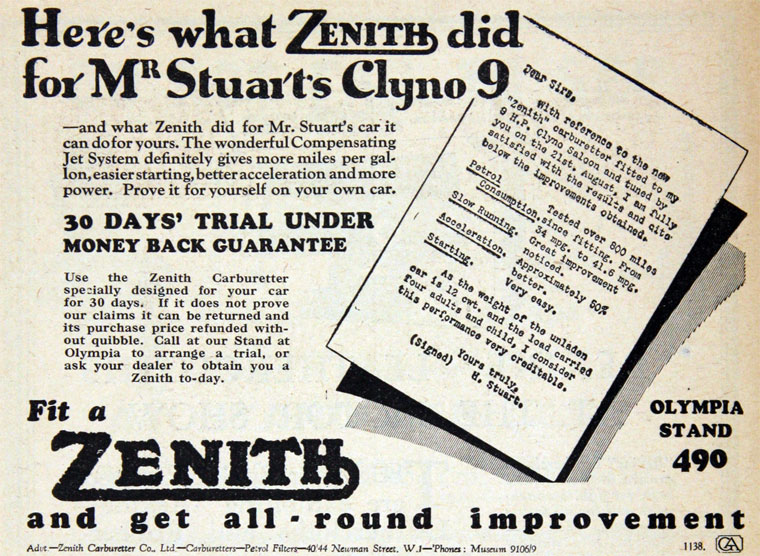 Here's what ZENITH did
for MR Stuart's Clyno 9
—and what Zenith did for Mr. Stuart's car it
can do for yours. The wonderful Compensating
Jet System definitely gives more miles per gal-
lon, easier starting, better acceleration and more
power. Prove it for yourself on your own car.
30 DAYS' TRIAL UNDER
MONEY BACK GUARANTEE
Use the Zenith Carburetter
specially designed for your car
for 30 days. If it does not prove
our claims it can be returned and
its purchase price refunded with-
out quibble. Call at our Stand at
Olympia to arrange a trial, or
ask your dealer to obtain you a
Zenith to-day.
Dear Sirs,
With reference to the new
"Zenith" carburetter fitted to my
9 H.P. Clyno Saloon and tuned by
you on the 21st, August, I am fully
satisfied with the results and cite
below the improvements obtained.
Petrol
Consumption. Tested over 800 miles
since fitting. From
34 mpg. to 41.6 mpg.
Slow Running. Great improvement
noticed.
Acceleration. Approximately 50%
better.
Starting. Very easy.
As the weight of the unladen
car is 12 cwt. and the load carried
four adults and child, I consider
this performance very creditable.
Yours truly,
(Signed) H. Stuart.
Fit a
ZENITH
OLYMPIA
STAND
490
and get all-round improvement
Advt.—Zenith Carburetter Co., Ltd.—Carburetters—Petrol Filters—40/44 Newman Street, W.1—'Phones: Museum 9106/9
1138.